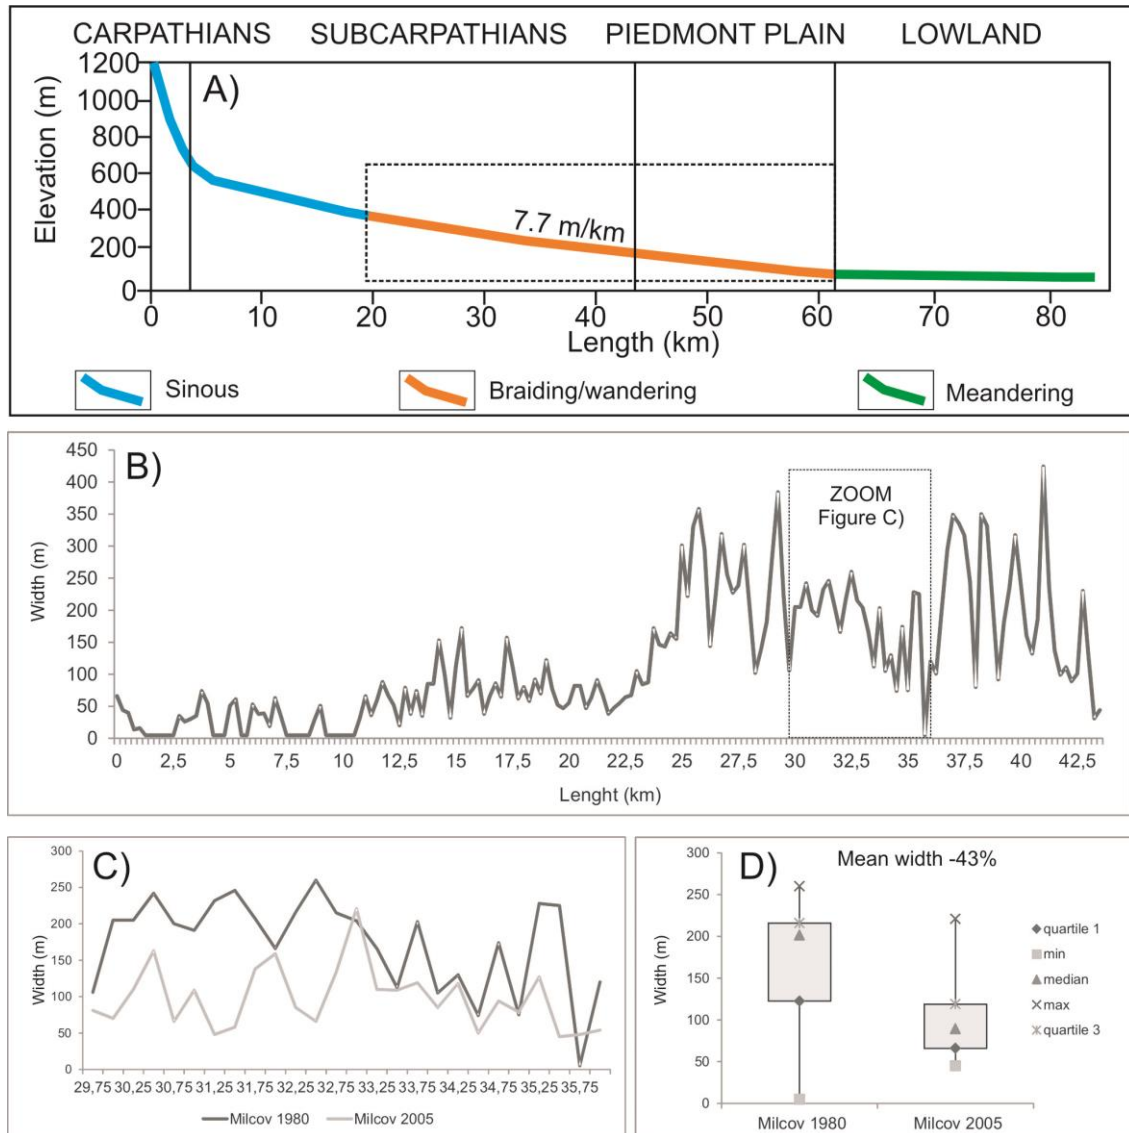 CARPATHIANS SUBCARPATHIANS PIEDMONT PLAIN LOWLAND
A)
Elevation (m)
1200
1000
800
600
400
200
0
7.7 m/km
0 10 20 30 40 50 60 70 80
Length (km)
Sinous Braiding/wandering Meandering
B)
Width (m)
450
400
350
300
250
200
150
100
50
0
ZOOM
Figure C)
0 2,5 5 7,5 10 12,5 15 17,5 20 22,5 25 27,5 30 32,5 35 37,5 40 42,5
Lenght (km)
C)
Width (m)
300
250
200
150
100
50
0
29,75 30,25 30,75 31,25 31,75 32,25 32,75 33,25 33,75 34,25 34,75 35,25 35,75
Milcov 1980 Milcov 2005
D)
Mean width -43%
Width (m)
300
250
200
150
100
50
0
Milcov 1980 Milcov 2005
quartile 1
min
median
max
quartile 3